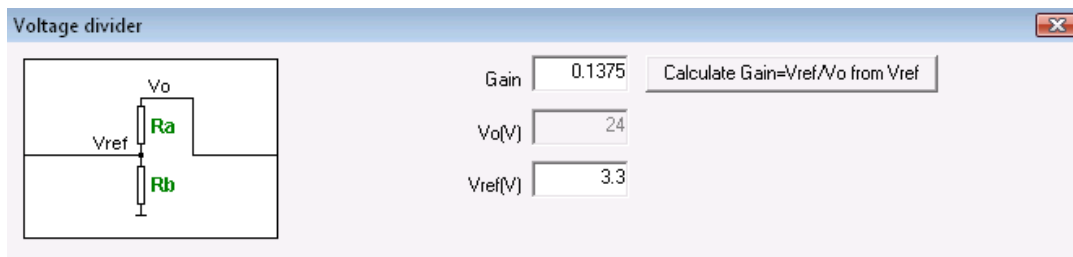 Voltage divider
Vo
Ra
Vref
Rb
Gain 0.1375 Calculate Gain=Vref/Vo from Vref
Vo(V) 24
Vref(V) 3.3